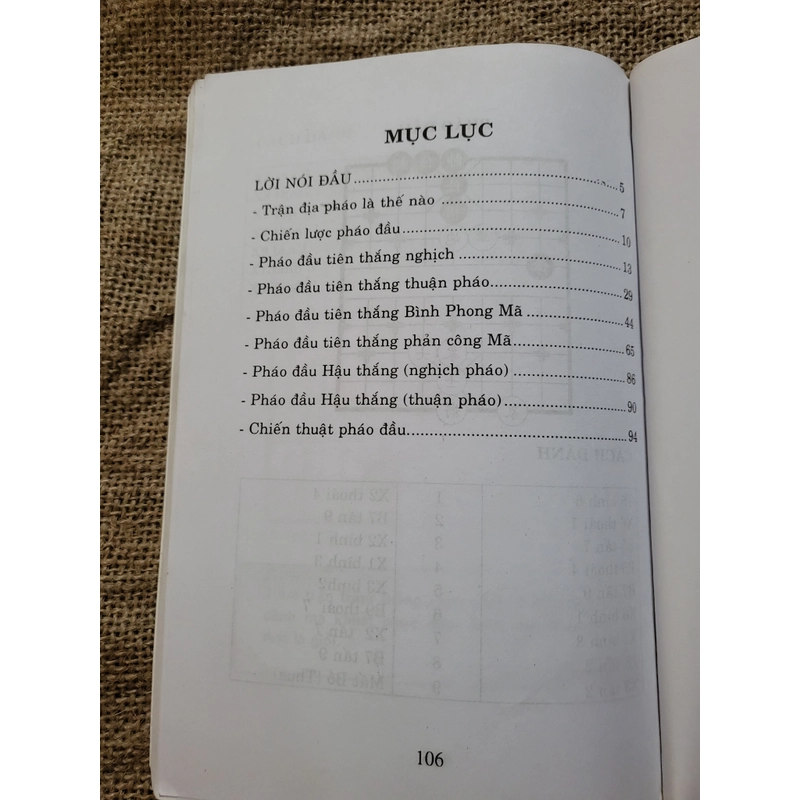 MỤC LỤC
LỜI NÓI ĐẦU 5
- Trận địa pháo là thế nào 7
- Chiến lược pháo đầu 10
- Pháo đầu tiên thắng nghịch 13
- Pháo đầu tiên thắng thuận pháo 29
- Pháo đầu tiên thắng Bình Phong Mã 44
- Pháo đầu tiên thắng phản công Mã 65
- Pháo đầu Hậu thắng (nghịch pháo) 86
- Pháo đầu Hậu thắng (thuận pháo) 90
- Chiến thuật pháo đầu 94
106